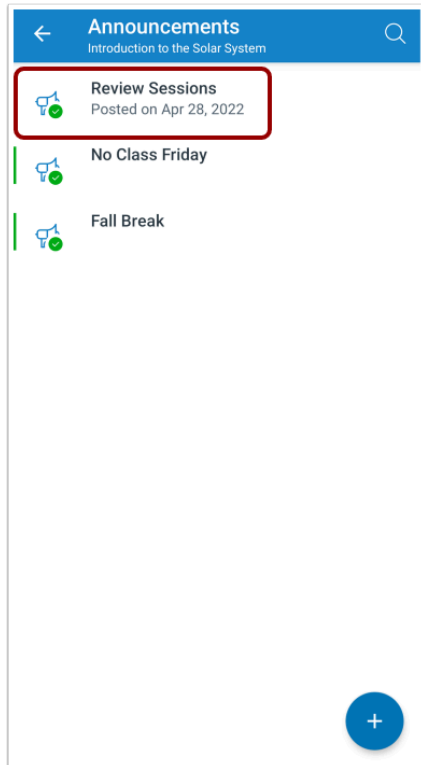 Announcements
Introduction to the Solar System
Review Sessions
Posted on Apr 28, 2022
No Class Friday
Fall Break